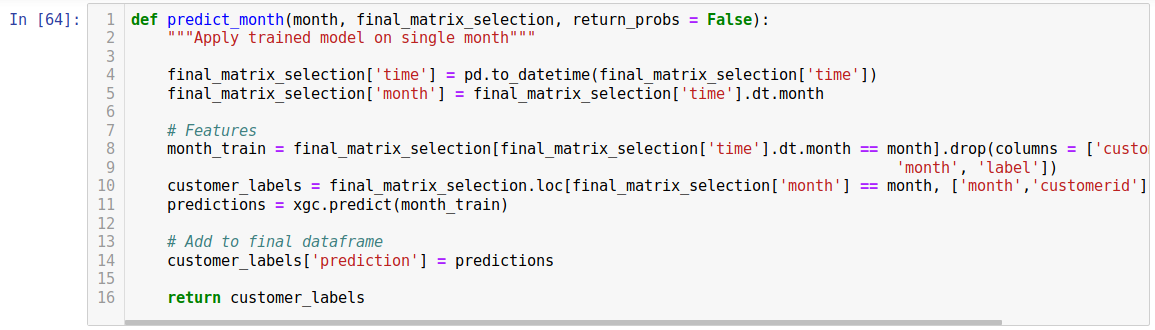 In [64]:
1 def predict_month(month, final_matrix_selection, return_probs = False):
2     """Apply trained model on single month"""
3
4     final_matrix_selection['time'] = pd.to_datetime(final_matrix_selection['time'])
5     final_matrix_selection['month'] = final_matrix_selection['time'].dt.month
6
7     # Features
8     month_train = final_matrix_selection[final_matrix_selection['time'].dt.month == month].drop(columns = ['custo
9                                                                                      'month', 'label'])
10     customer_labels = final_matrix_selection.loc[final_matrix_selection['month'] == month, ['month','customerid']
11     predictions = xgc.predict(month_train)
12
13     # Add to final dataframe
14     customer_labels['prediction'] = predictions
15
16     return customer_labels